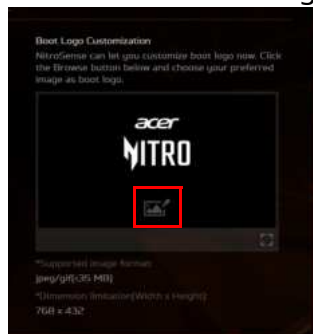 Boot Logo Customization
NitroSense can let you customize boot logo now. Click
the Browse button below and choose your preferred
image as boot logo.
acer
NITRO
*Supported image format:
jpeg/gif(<35 MB)
*Dimension limitation(Width x Height):
768 x 432